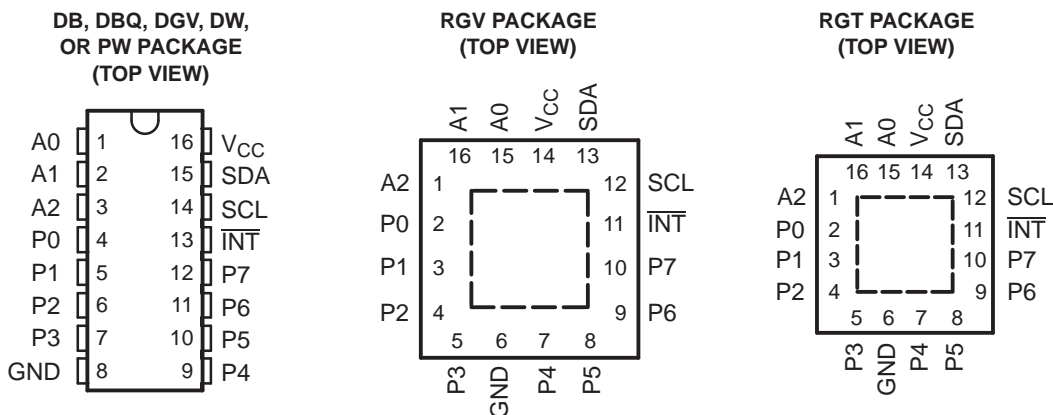 DB, DBQ, DGV, DW,
OR PW PACKAGE
(TOP VIEW)
A0 1 16 VCC
A1 2 15 SDA
A2 3 14 SCL
P0 4 13 INT
P1 5 12 P7
P2 6 11 P6
P3 7 10 P5
GND 8 9 P4
RGV PACKAGE
(TOP VIEW)
A1 A0 VCC SDA
16 15 14 13
A2 1 12 SCL
P0 2 11 INT
P1 3 10 P7
P2 4 9 P6
5 6 7 8
P3 GND P4 P5
RGT PACKAGE
(TOP VIEW)
A1 A0 VCC SDA
16 15 14 13
A2 1 12 SCL
P0 2 11 INT
P1 3 10 P7
P2 4 9 P6
5 6 7 8
P3 GND P4 P5